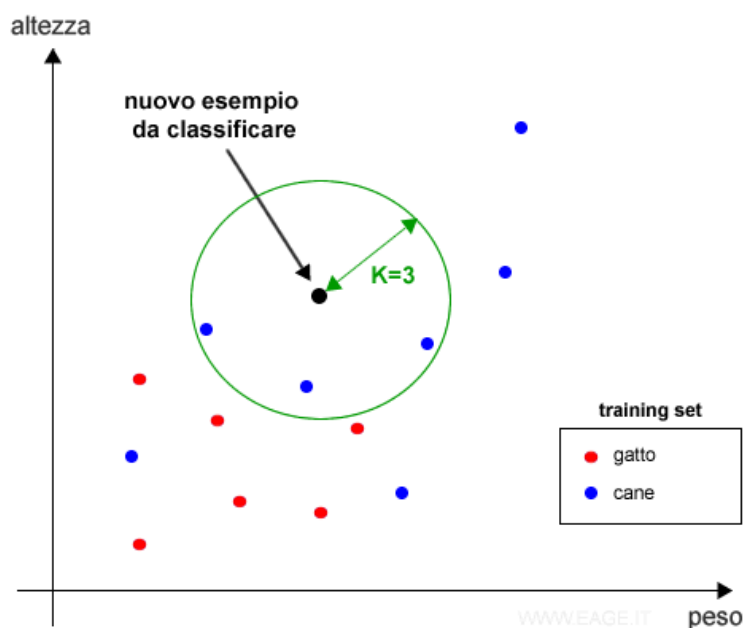 altezza
nuovo esempio
da classificare
K=3
training set
gatto
cane
WWW.EAGE.IT
peso